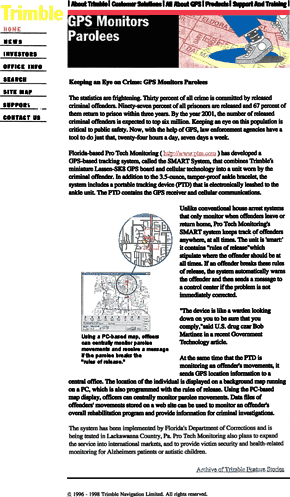 Trimble
| About Trimble | Customer Solutions | All About GPS | Products | Support And Training |
GPS Monitors
Parolees
HOME
NEWS
INVESTORS
OFFICE INFO
SEARCH
SITE MAP
SUPPORT
CONTACT US
Keeping an Eye on Crime: GPS Monitors Parolees
The statistics are frightening. Thirty percent of all crime is committed by released
criminal offenders. Ninety-seven percent of all prisoners are released and 67 percent of
them return to prison within three years. By the year 2001, the number of released
criminal offenders is expected to top six million. Keeping an eye on this population is
critical to public safety. Now, with the help of GPS, law enforcement agencies have a
tool to do just that, twenty-four hours a day, seven days a week.
Florida-based Pro Tech Monitoring ( http://www.ptm.com ) has developed a
GPS-based tracking system, called the SMART System, that combines Trimble's
miniature Lassen-SK8 GPS board and cellular technology into a unit worn by the
criminal offender. In addition to the 3.5-ounce, tamper-proof ankle bracelet, the
system includes a portable tracking device (PTD) that is electronically leashed to the
ankle unit. The PTD contains the GPS receiver and cellular communications.
Unlike conventional house arrest systems
that only monitor when offenders leave or
return home, Pro Tech Monitoring's
SMART system keeps track of offenders
anywhere, at all times. The unit is 'smart:'
it contains "rules of release" which
stipulate where the offender should be at
all times. If an offender breaks these rules
of release, the system automatically warns
the offender and then sends a message to
a control center if the problem is not
immediately corrected.
"The device is like a warden looking
down on you to be sure that you
comply," said U.S. drug czar Bob
Martinez in a recent Government
Technology article.
Using a PC-based map, officers
can centrally monitor parolee
movements and receive a message
if the parolee breaks the
"rules of release."
At the same time that the PTD is
monitoring an offender's movements, it
sends GPS location information to a
central office. The location of the individual is displayed on a background map running
on a PC, which is also programmed with the rules of release. Using the PC-based
map display, officers can centrally monitor parolee movements. Data files of
offenders' movements stored on a web site can be used to monitor an offender's
overall rehabilitation program and provide information for criminal investigations.
The system has been implemented by Florida's Department of Corrections and is
being tested in Lackawanna Country, Pa. Pro Tech Monitoring also plans to expand
the service into international markets, and to provide victim security and health-related
monitoring for Alzheimers patients or autistic children.
Archive of Trimble Feature Stories
© 1996 - 1998 Trimble Navigation Limited. All rights reserved.